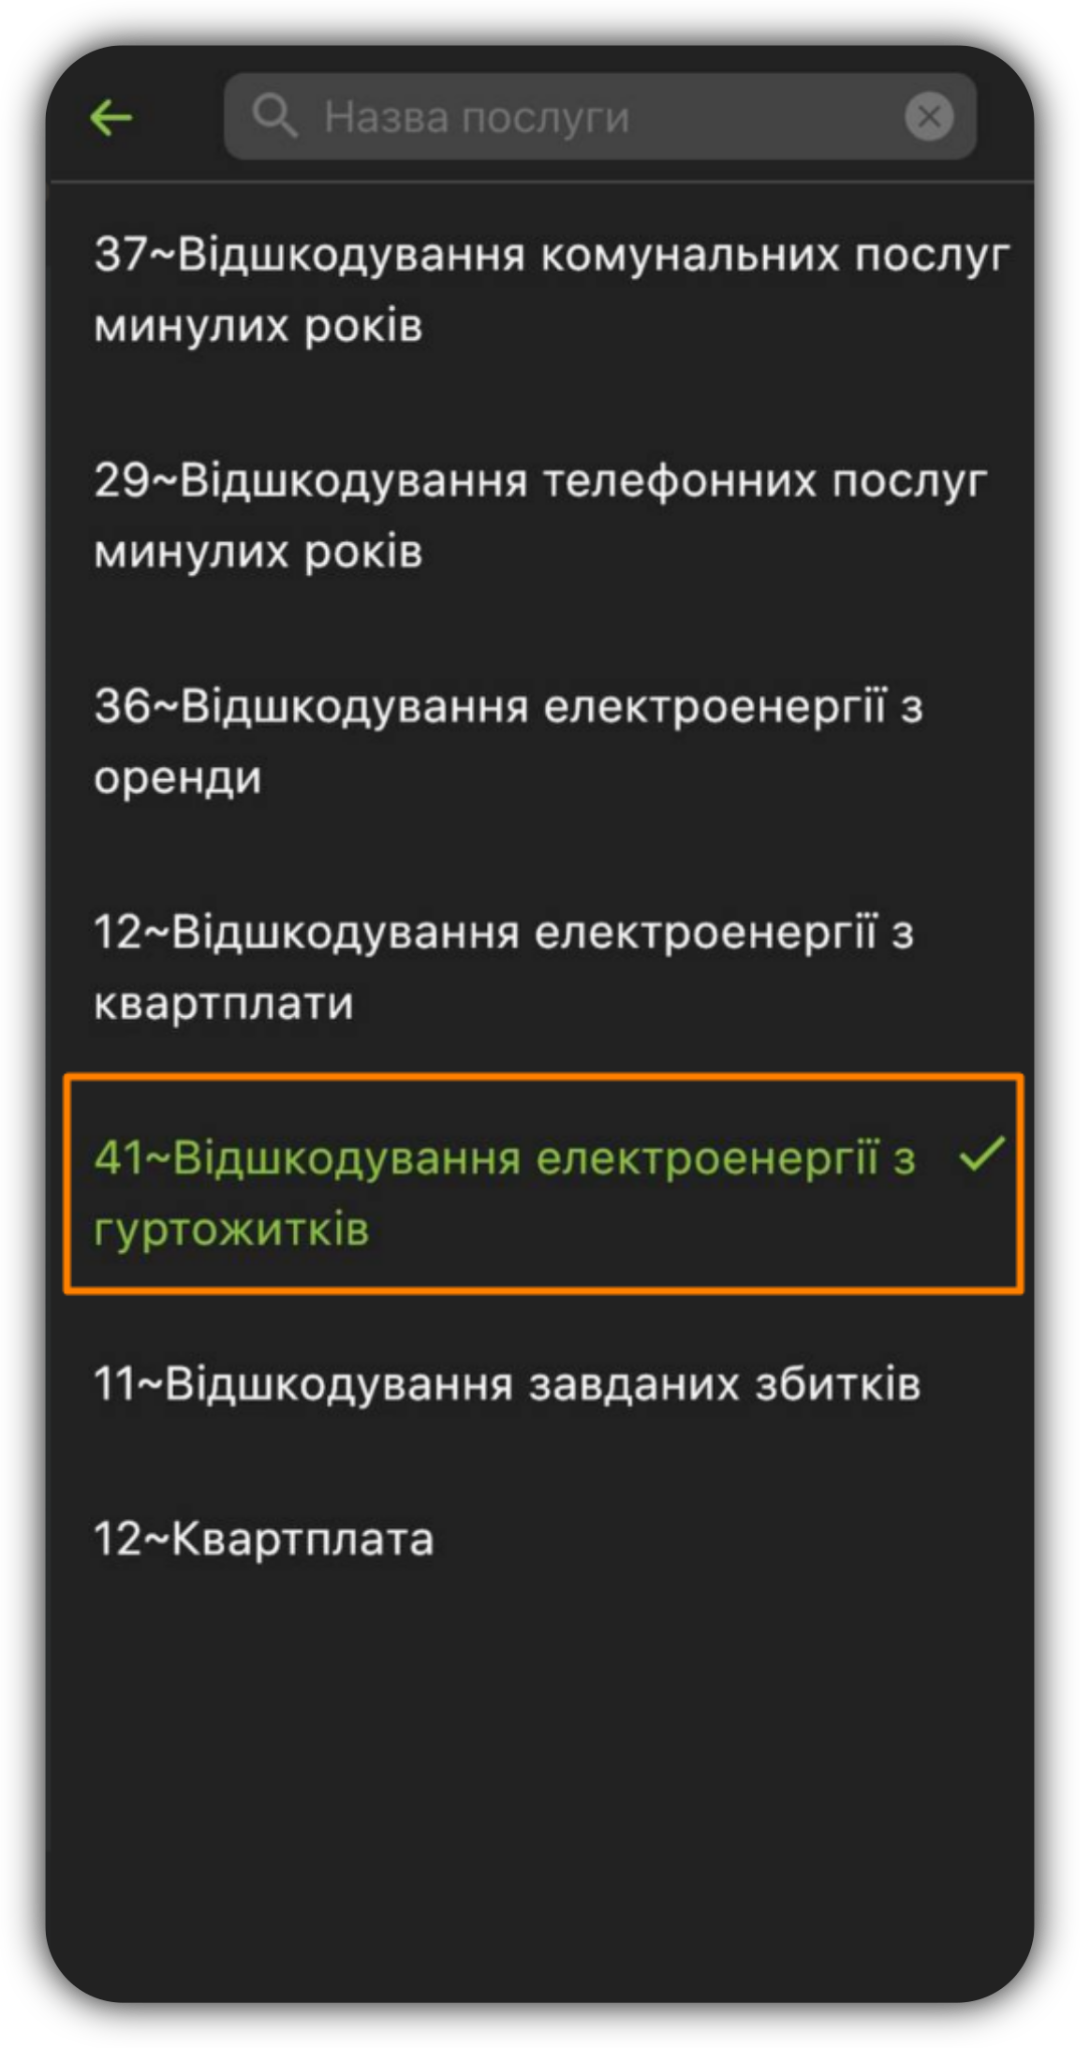 Назва послуги
37~Відшкодування комунальних послуг
минулих років
29~Відшкодування телефонних послуг
минулих років
36~Відшкодування електроенергії з
оренди
12~Відшкодування електроенергії з
квартплати
41~Відшкодування електроенергії з
гуртожитків
11~Відшкодування завданих збитків
12~Квартплата